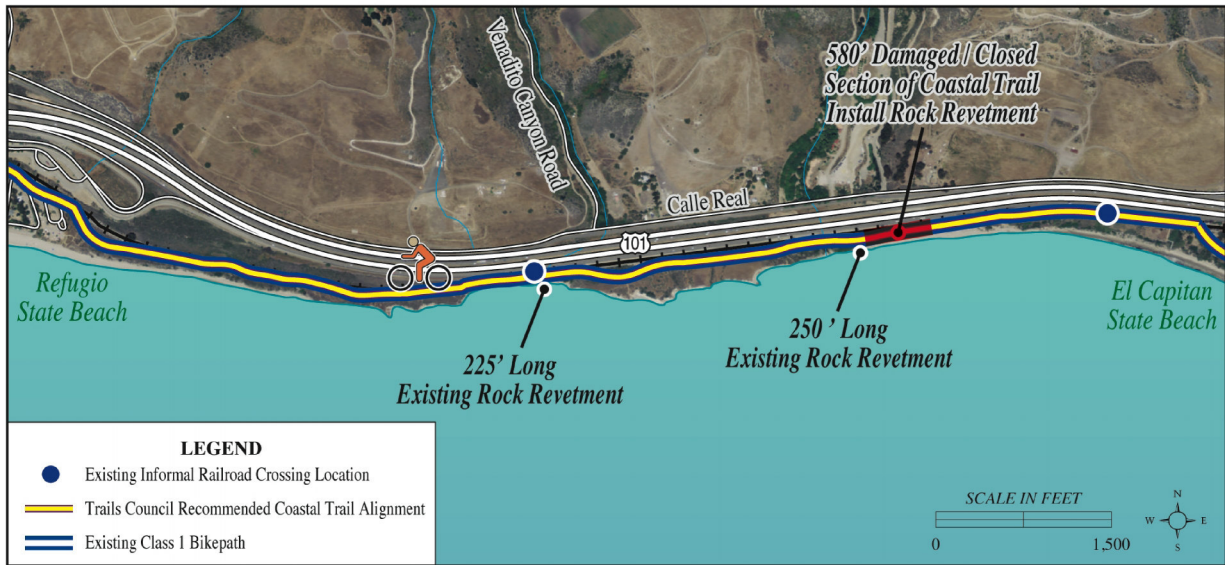 Venadito Canyon Road
580' Damaged / Closed
Section of Coastal Trail
Install Rock Revetment
Calle Real
101
Refugio
State Beach
El Capitan
State Beach
225' Long
Existing Rock Revetment
250 ' Long
Existing Rock Revetment
LEGEND
Existing Informal Railroad Crossing Location
Trails Council Recommended Coastal Trail Alignment
Existing Class 1 Bikepath
SCALE IN FEET
0 1,500
N
W E
S